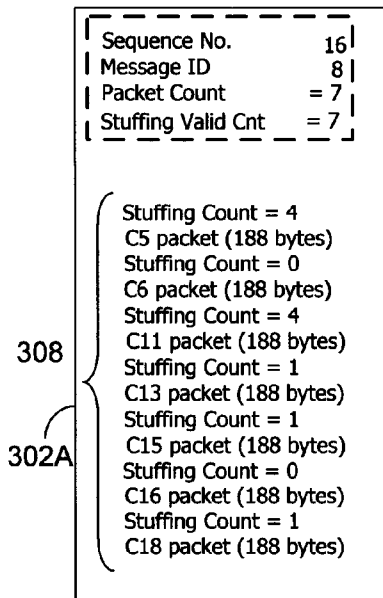 Sequence No. 16
Message ID 8
Packet Count = 7
Stuffing Valid Cnt = 7
Stuffing Count = 4
C5 packet (188 bytes)
Stuffing Count = 0
C6 packet (188 bytes)
Stuffing Count = 4
C11 packet (188 bytes)
Stuffing Count = 1
C13 packet (188 bytes)
Stuffing Count = 1
C15 packet (188 bytes)
Stuffing Count = 0
C16 packet (188 bytes)
Stuffing Count = 1
C18 packet (188 bytes)
308
302A